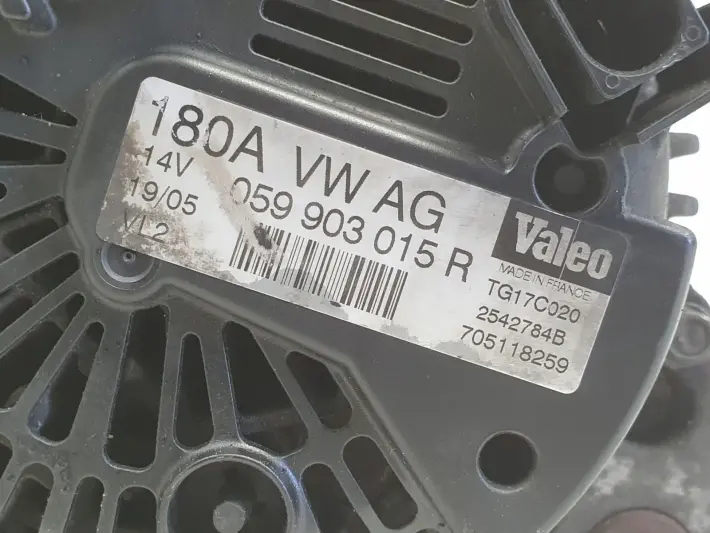 180A VW AG
14V 059 903 015 R
19/05
VL2
Valeo
MADE IN FRANCE
TG17C020
2542784B
705118259